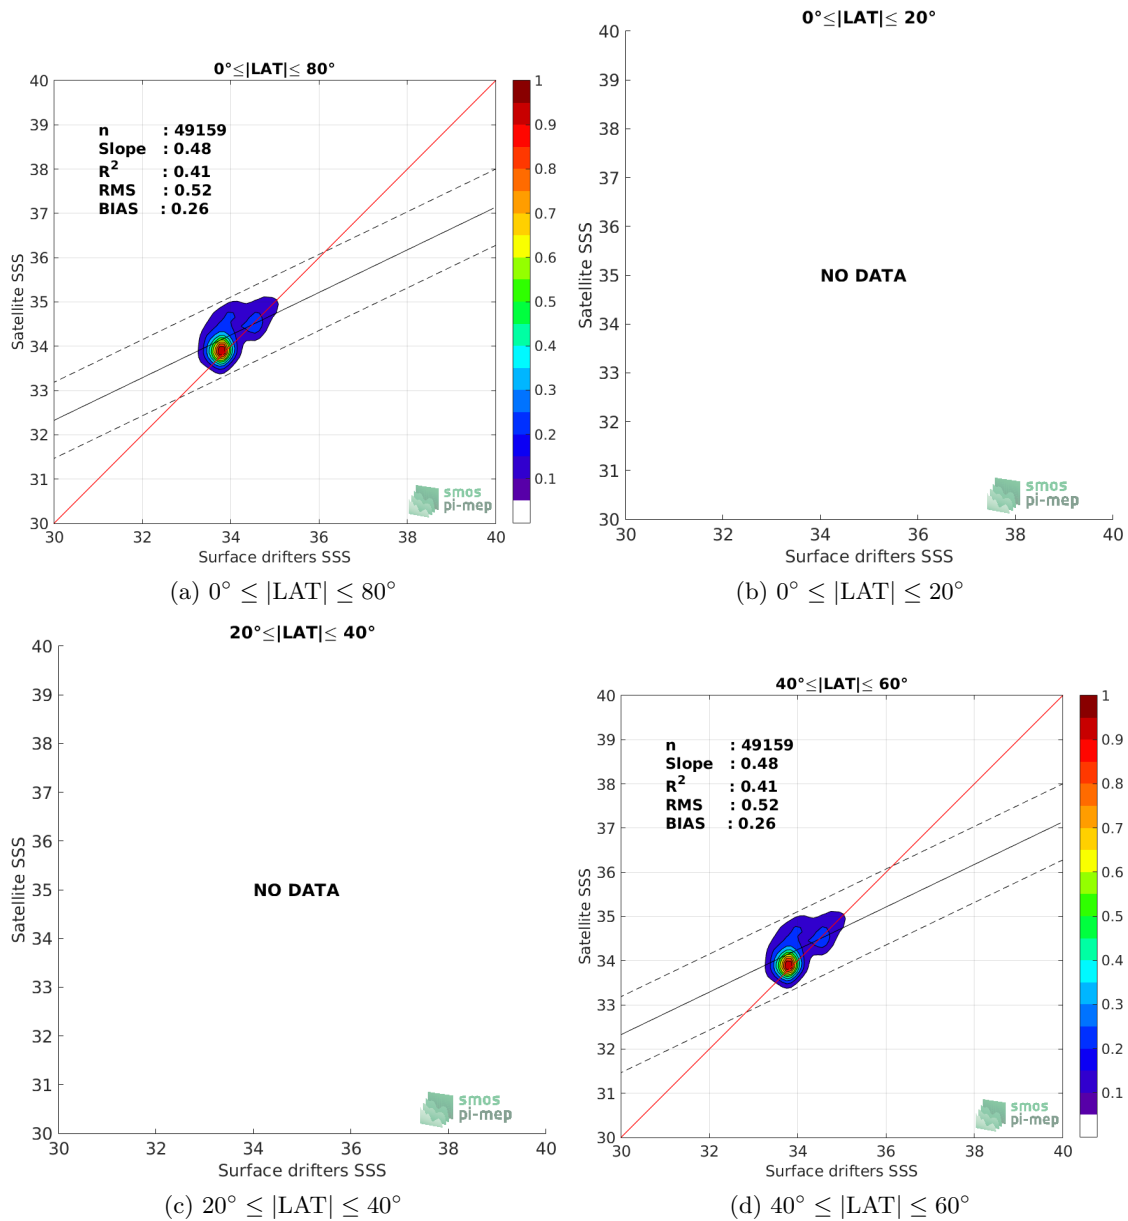 0°≤|LAT|≤ 80°
40
39
38
37
36
35
34
33
32
31
30
Satellite SSS
n : 49159
Slope : 0.48
R2 : 0.41
RMS : 0.52
BIAS : 0.26
1
0.9
0.8
0.7
0.6
0.5
0.4
0.3
0.2
0.1
smos
pi-mep
30 32 34 36 38 40
Surface drifters SSS
(a) 0° ≤ |LAT| ≤ 80°
0°≤|LAT|≤ 20°
40
39
38
37
36
35
34
33
32
31
30
Satellite SSS
NO DATA
smos
pi-mep
30 32 34 36 38 40
Surface drifters SSS
(b) 0° ≤ |LAT| ≤ 20°
20°≤|LAT|≤ 40°
40
39
38
37
36
35
34
33
32
31
30
Satellite SSS
NO DATA
smos
pi-mep
30 32 34 36 38 40
Surface drifters SSS
(c) 20° ≤ |LAT| ≤ 40°
40°≤|LAT|≤ 60°
40
39
38
37
36
35
34
33
32
31
30
Satellite SSS
n : 49159
Slope : 0.48
R2 : 0.41
RMS : 0.52
BIAS : 0.26
1
0.9
0.8
0.7
0.6
0.5
0.4
0.3
0.2
0.1
smos
pi-mep
30 32 34 36 38 40
Surface drifters SSS
(d) 40° ≤ |LAT| ≤ 60°